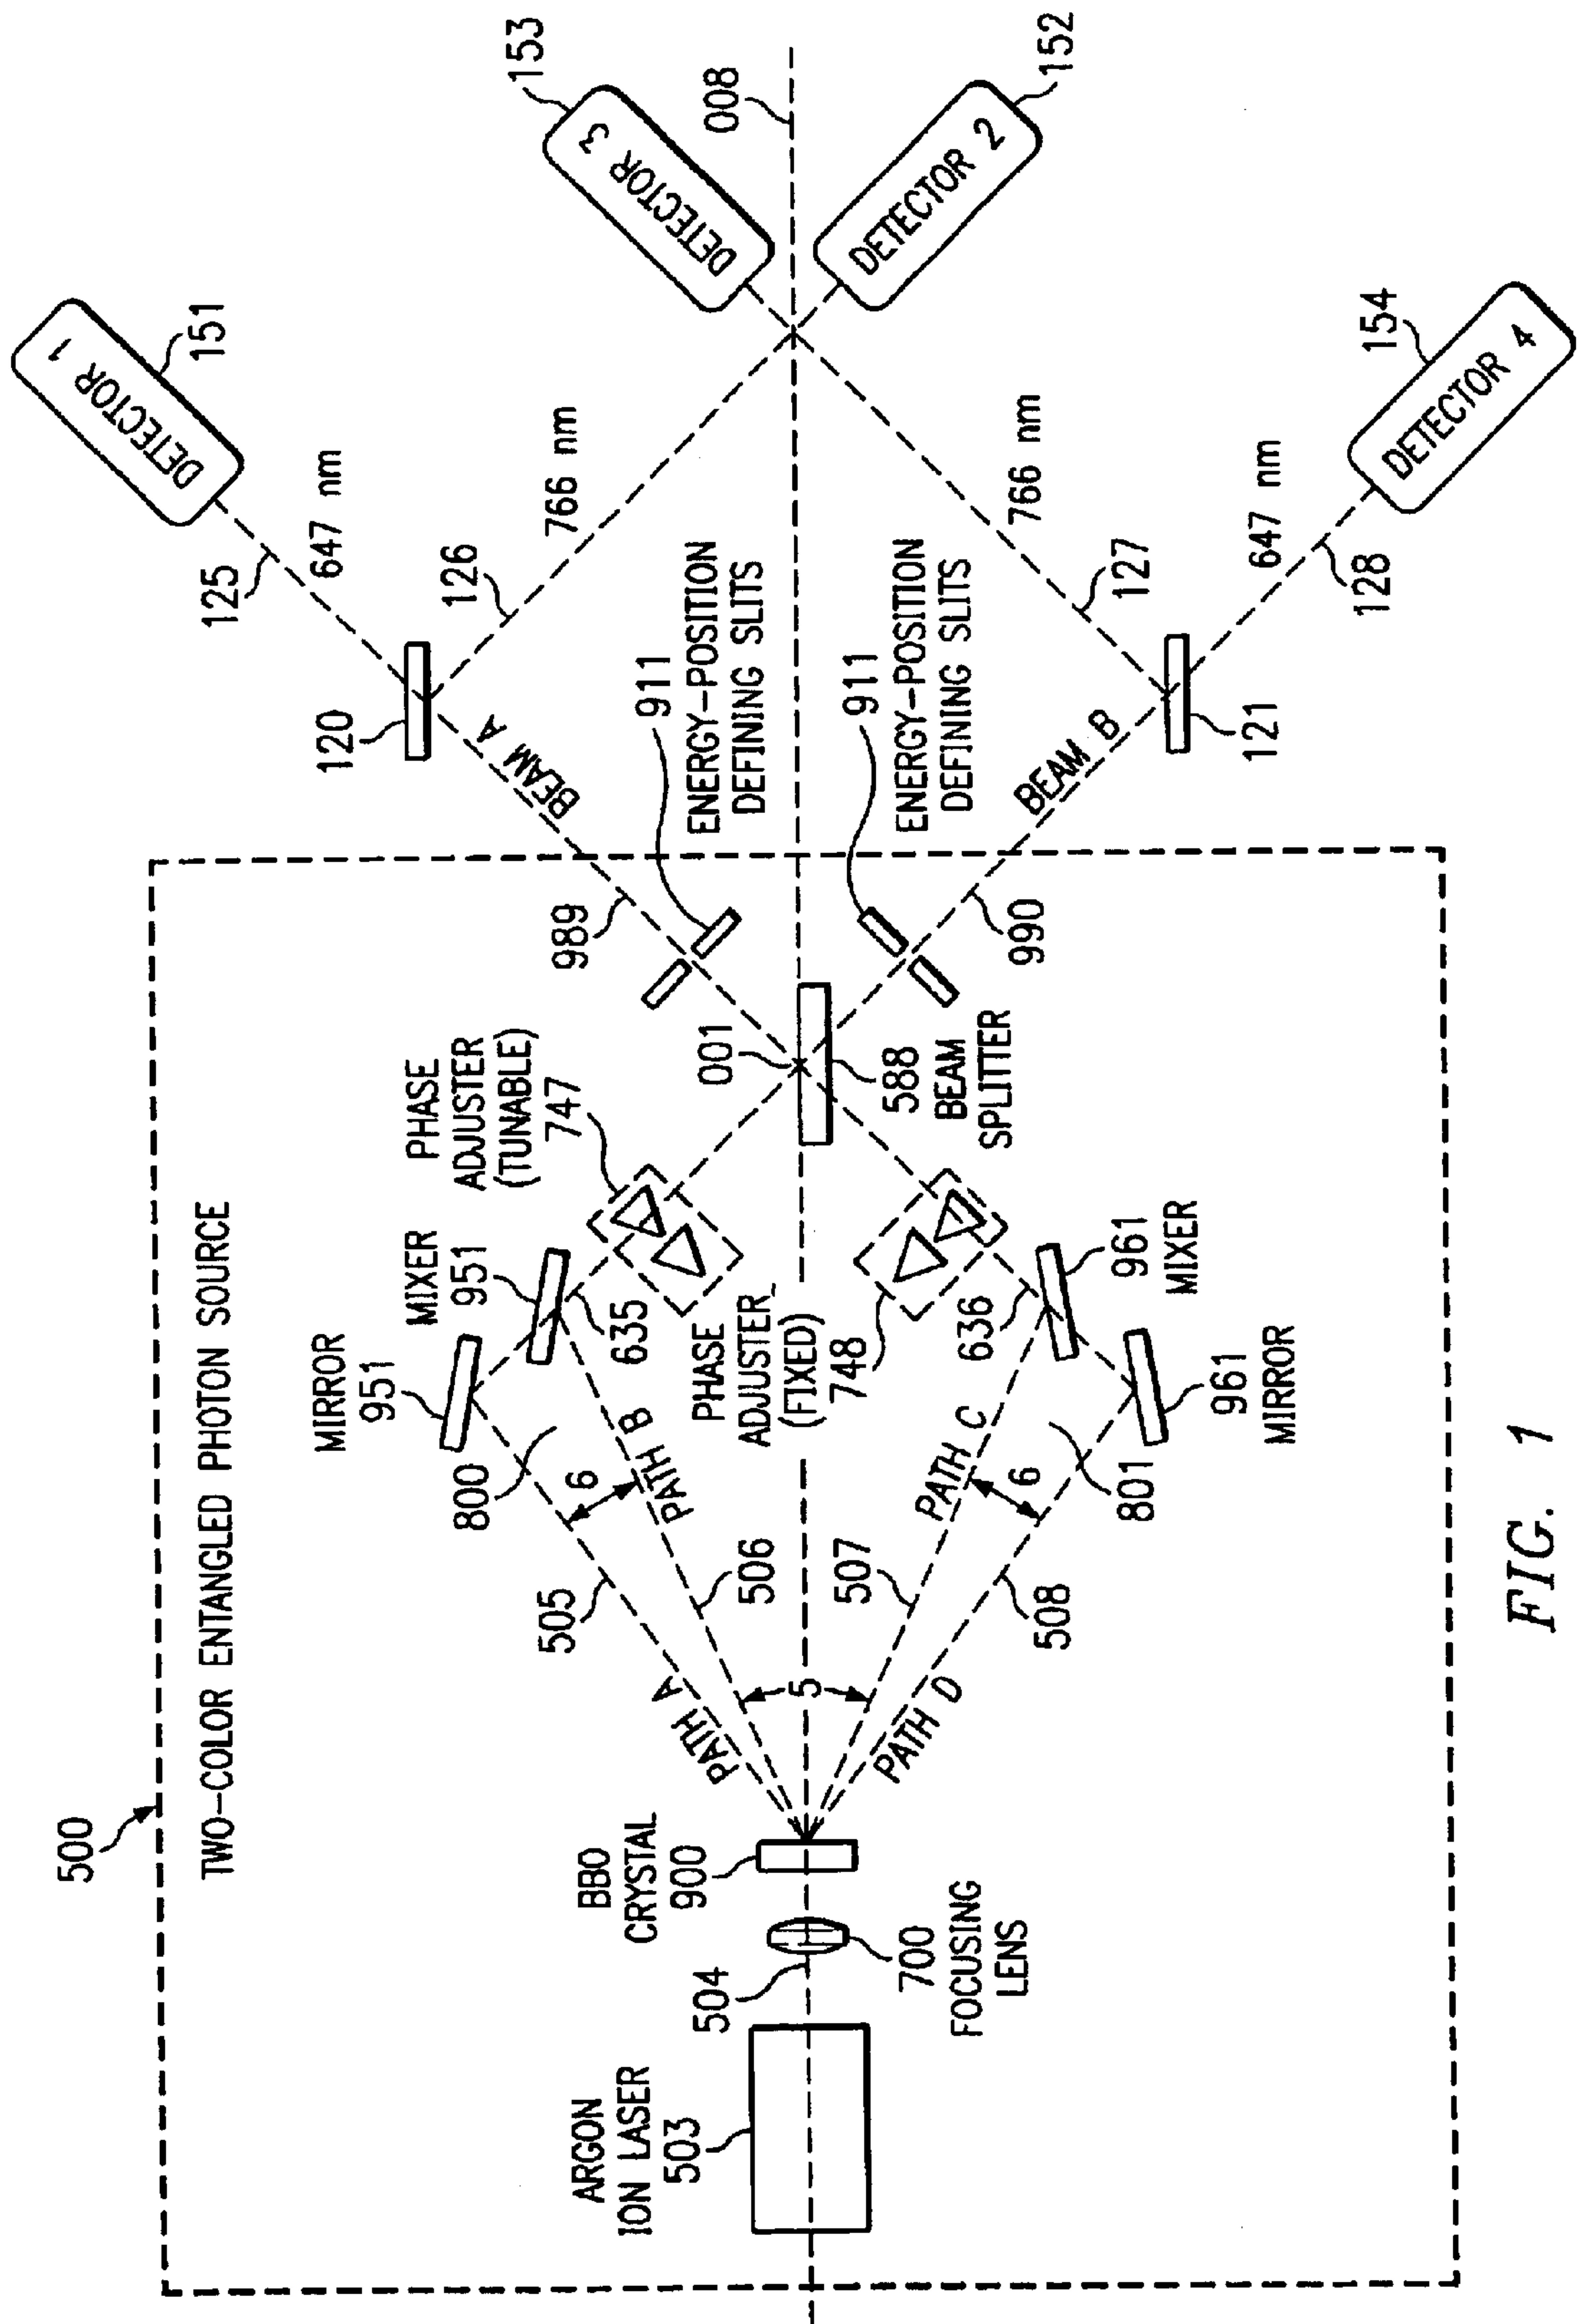 500
TWO-COLOR ENTANGLED PHOTON SOURCE
ARGON
ION LASER
503
504
700
FOCUSING
LENS
BBO
CRYSTAL
900
PATH A
505
506
PATH B
5
507
PATH C
PATH D
508
6
6
800
801
MIRROR
951
MIXER
951
635
PHASE
ADJUSTER
(TUNABLE)
747
PHASE
ADJUSTER
(FIXED)
748
636
961
MIXER
961
MIRROR
001
588
BEAM
SPLITTER
989
990
911
ENERGY-POSITION
DEFINING SLITS
911
ENERGY-POSITION
DEFINING SLITS
BEAM A
BEAM B
120
121
125
647 nm
126
766 nm
127
766 nm
128
647 nm
DETECTOR 1
151
DETECTOR 3
153
008
DETECTOR 2
152
DETECTOR 4
154
FIG. 1